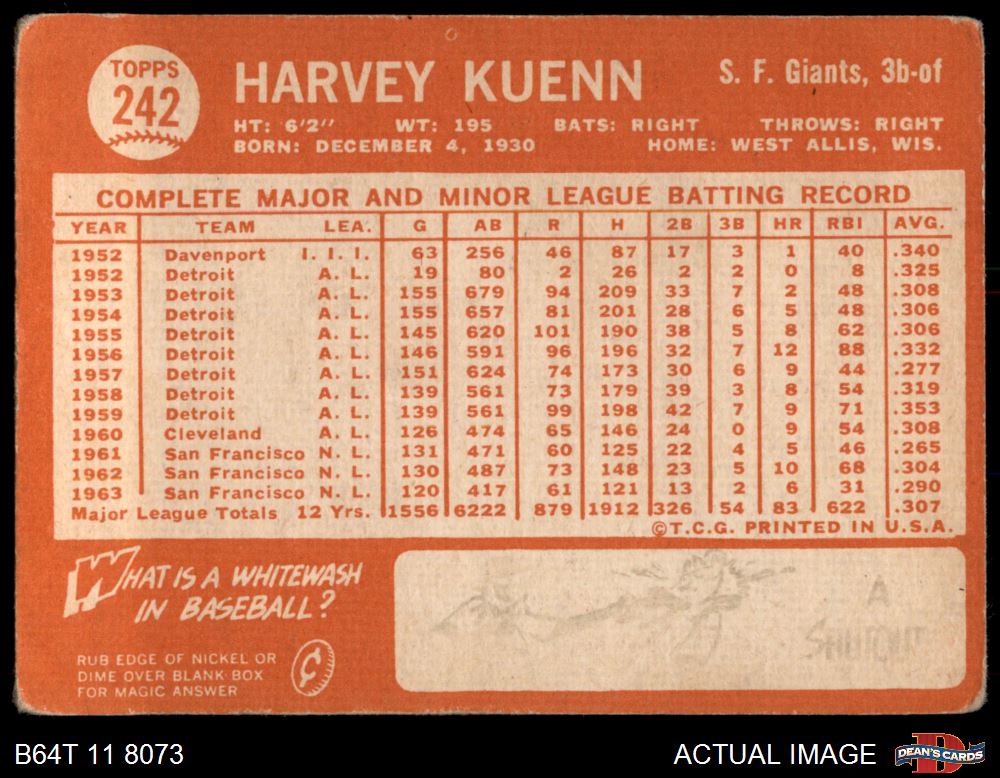 TOPPS
242
HARVEY KUENN
S. F. Giants, 3b-of
HT: 6'2" WT: 195 BATS: RIGHT THROWS: RIGHT
BORN: DECEMBER 4, 1930 HOME: WEST ALLIS, WIS.
COMPLETE MAJOR AND MINOR LEAGUE BATTING RECORD
YEAR TEAM LEA. G AB R H 2B 3B HR RBI AVG.
1952 Davenport I. I. I. 63 256 46 87 17 3 1 40 .340
1952 Detroit A. L. 19 80 2 26 2 2 0 8 .325
1953 Detroit A. L. 155 679 94 209 33 7 2 48 .308
1954 Detroit A. L. 155 657 81 201 28 6 5 48 .306
1955 Detroit A. L. 145 620 101 190 38 5 8 62 .306
1956 Detroit A. L. 146 591 96 196 32 7 12 88 .332
1957 Detroit A. L. 151 624 74 173 30 6 9 44 .277
1958 Detroit A. L. 139 561 73 179 39 3 8 54 .319
1959 Detroit A. L. 139 561 99 198 42 7 9 71 .353
1960 Cleveland A. L. 126 474 65 146 24 0 9 54 .308
1961 San Francisco N. L. 131 471 60 125 22 4 5 46 .265
1962 San Francisco N. L. 130 487 73 148 23 5 10 68 .304
1963 San Francisco N. L. 120 417 61 121 13 2 6 31 .290
Major League Totals 12 Yrs. 1556 6222 879 1912 326 54 83 622 .307
©T.C.G. PRINTED IN U.S.A.
WHAT IS A WHITEWASH
IN BASEBALL?
RUB EDGE OF NICKEL OR
DIME OVER BLANK BOX
FOR MAGIC ANSWER
¢
A
SHUTOUT
B64T 11 8073
ACTUAL IMAGE
DEAN'S CARDS